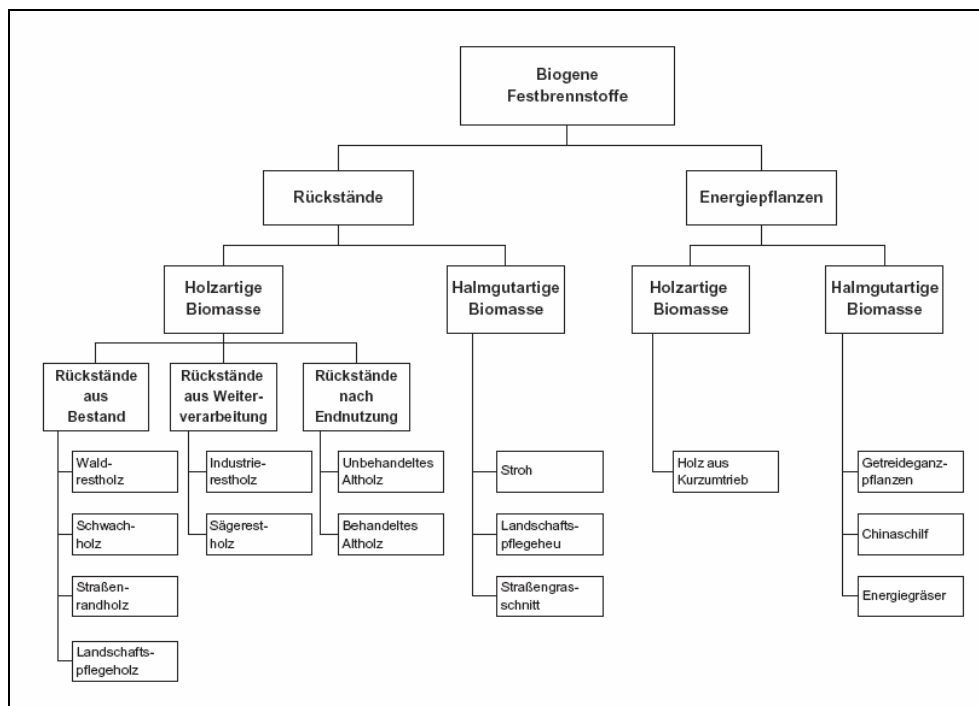 Biogene
Festbrennstoffe
Rückstände
Energiepflanzen
Holzartige
Biomasse
Halmgutartige
Biomasse
Holzartige
Biomasse
Halmgutartige
Biomasse
Rückstände
aus
Bestand
Rückstände
aus Weiter-
verarbeitung
Rückstände
nach
Endnutzung
Wald-
restholz
Schwach-
holz
Straßen-
randholz
Landschafts-
pflegeholz
Industrie-
restholz
Sägerest-
holz
Unbehandeltes
Altholz
Behandeltes
Altholz
Stroh
Landschafts-
pflegeheu
Straßengras-
schnitt
Holz aus
Kurzumtrieb
Getreideganz-
pflanzen
Chinaschilf
Energiegräser